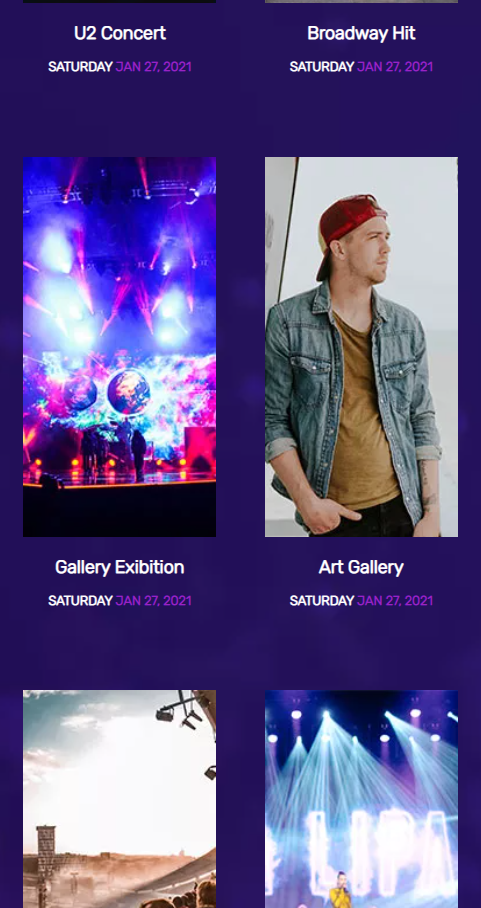 U2 Concert
Broadway Hit
SATURDAY JAN 27, 2021
SATURDAY JAN 27, 2021
Gallery Exibition
Art Gallery
SATURDAY JAN 27, 2021
SATURDAY JAN 27, 2021
LIPA